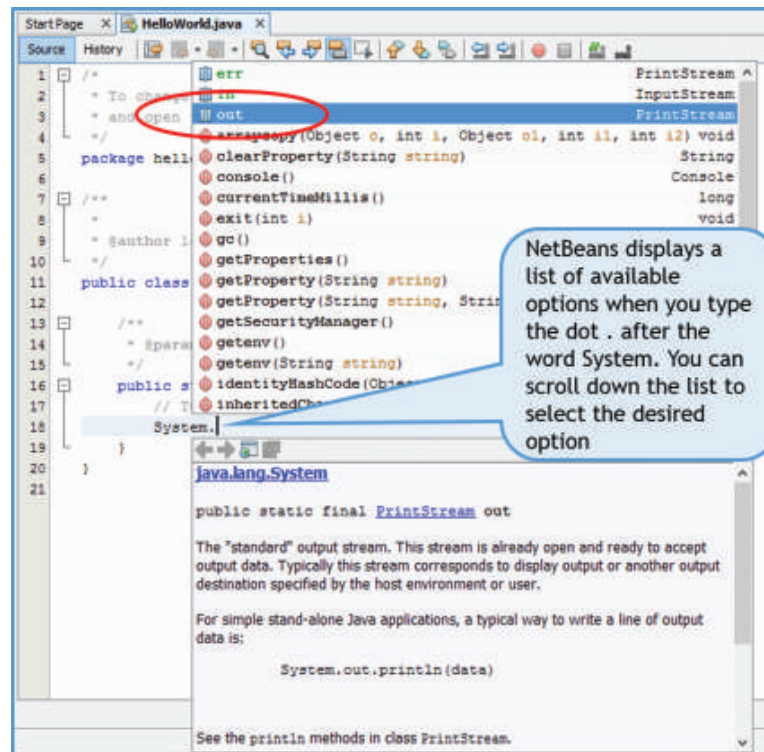 Start Page × HelloWorld.java ×
Source History
1 /*
2 * To change
3 * and open
4 */
5 package hell
6
7 /**
8 *
9 * @author l
10 */
11 public class
12
13 /**
14 * @param
15 */
16 public s
17 // T
18 System.
19 }
20 }
21
err PrintStream
in InputStream
out PrintStream
arraycopy(Object o, int i, Object o1, int i1, int i2) void
clearProperty(String string) String
console() Console
currentTimeMillis() long
exit(int i) void
gc()
getProperties()
getProperty(String string)
getProperty(String string, Strin
getSecurityManager()
getenv()
getenv(String string)
identityHashCode(Objec
inheritedCh
NetBeans displays a
list of available
options when you type
the dot . after the
word System. You can
scroll down the list to
select the desired
option
java.lang.System
public static final PrintStream out
The "standard" output stream. This stream is already open and ready to accept
output data. Typically this stream corresponds to display output or another output
destination specified by the host environment or user.
For simple stand-alone Java applications, a typical way to write a line of output
data is:
System.out.println(data)
See the println methods in class PrintStream.